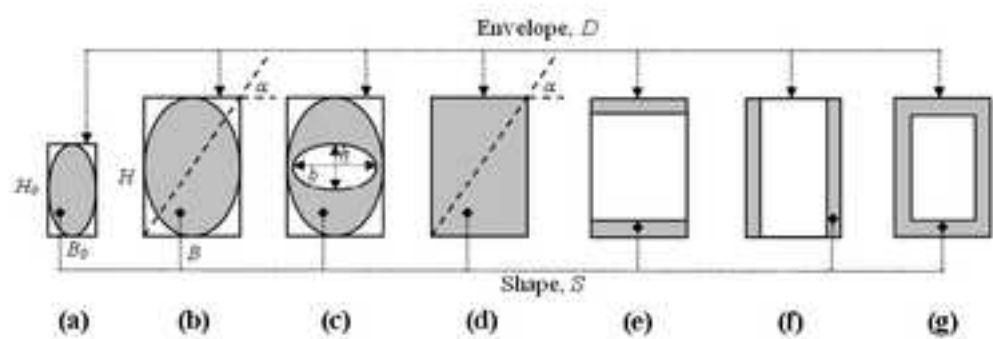 Envelope, D
α
α
H₀
H
h
b
B₀
B
Shape, S
(a) (b) (c) (d) (e) (f) (g)